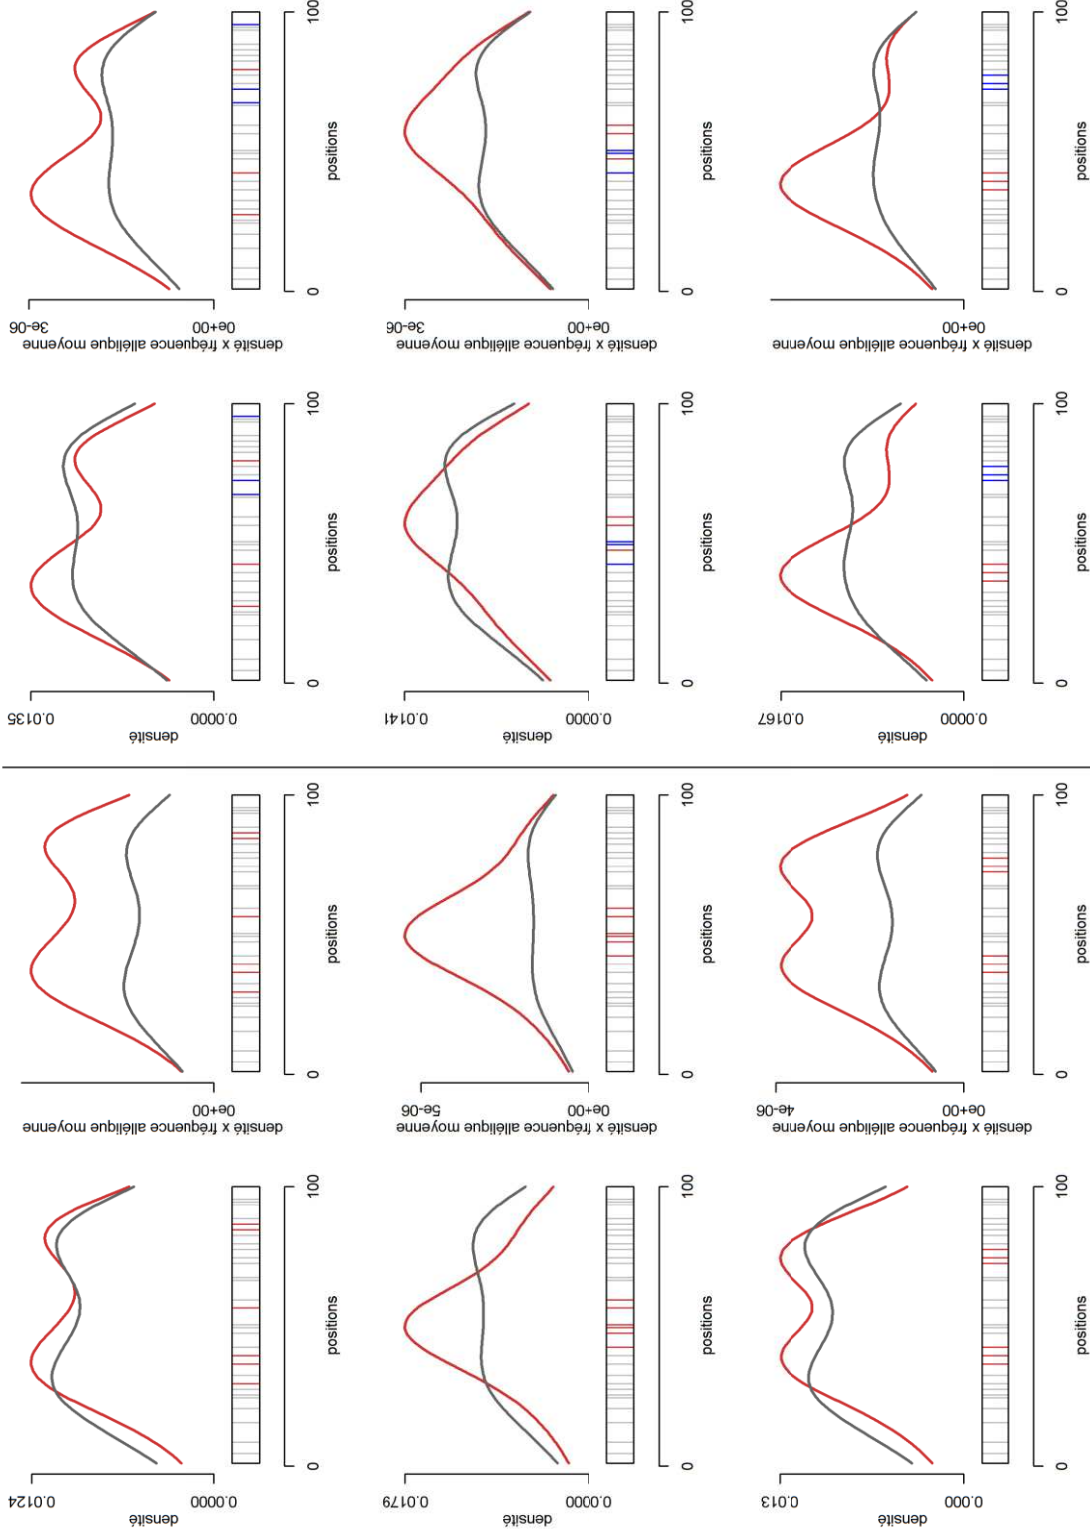 densité
0.0124
0.0000
0
100
positions
densité x fréquence allélique moyenne
0e+00
0
100
positions
densité
0.0135
0.0000
0
100
positions
densité x fréquence allélique moyenne
3e-06
0e+00
0
100
positions
densité
0.0179
0.0000
0
100
positions
densité x fréquence allélique moyenne
5e-06
0e+00
0
100
positions
densité
0.0141
0.0000
0
100
positions
densité x fréquence allélique moyenne
3e-06
0e+00
0
100
positions
densité
0.013
0.000
0
100
positions
densité x fréquence allélique moyenne
4e-06
0e+00
0
100
positions
densité
0.0167
0.0000
0
100
positions
densité x fréquence allélique moyenne
0e+00
0
100
positions